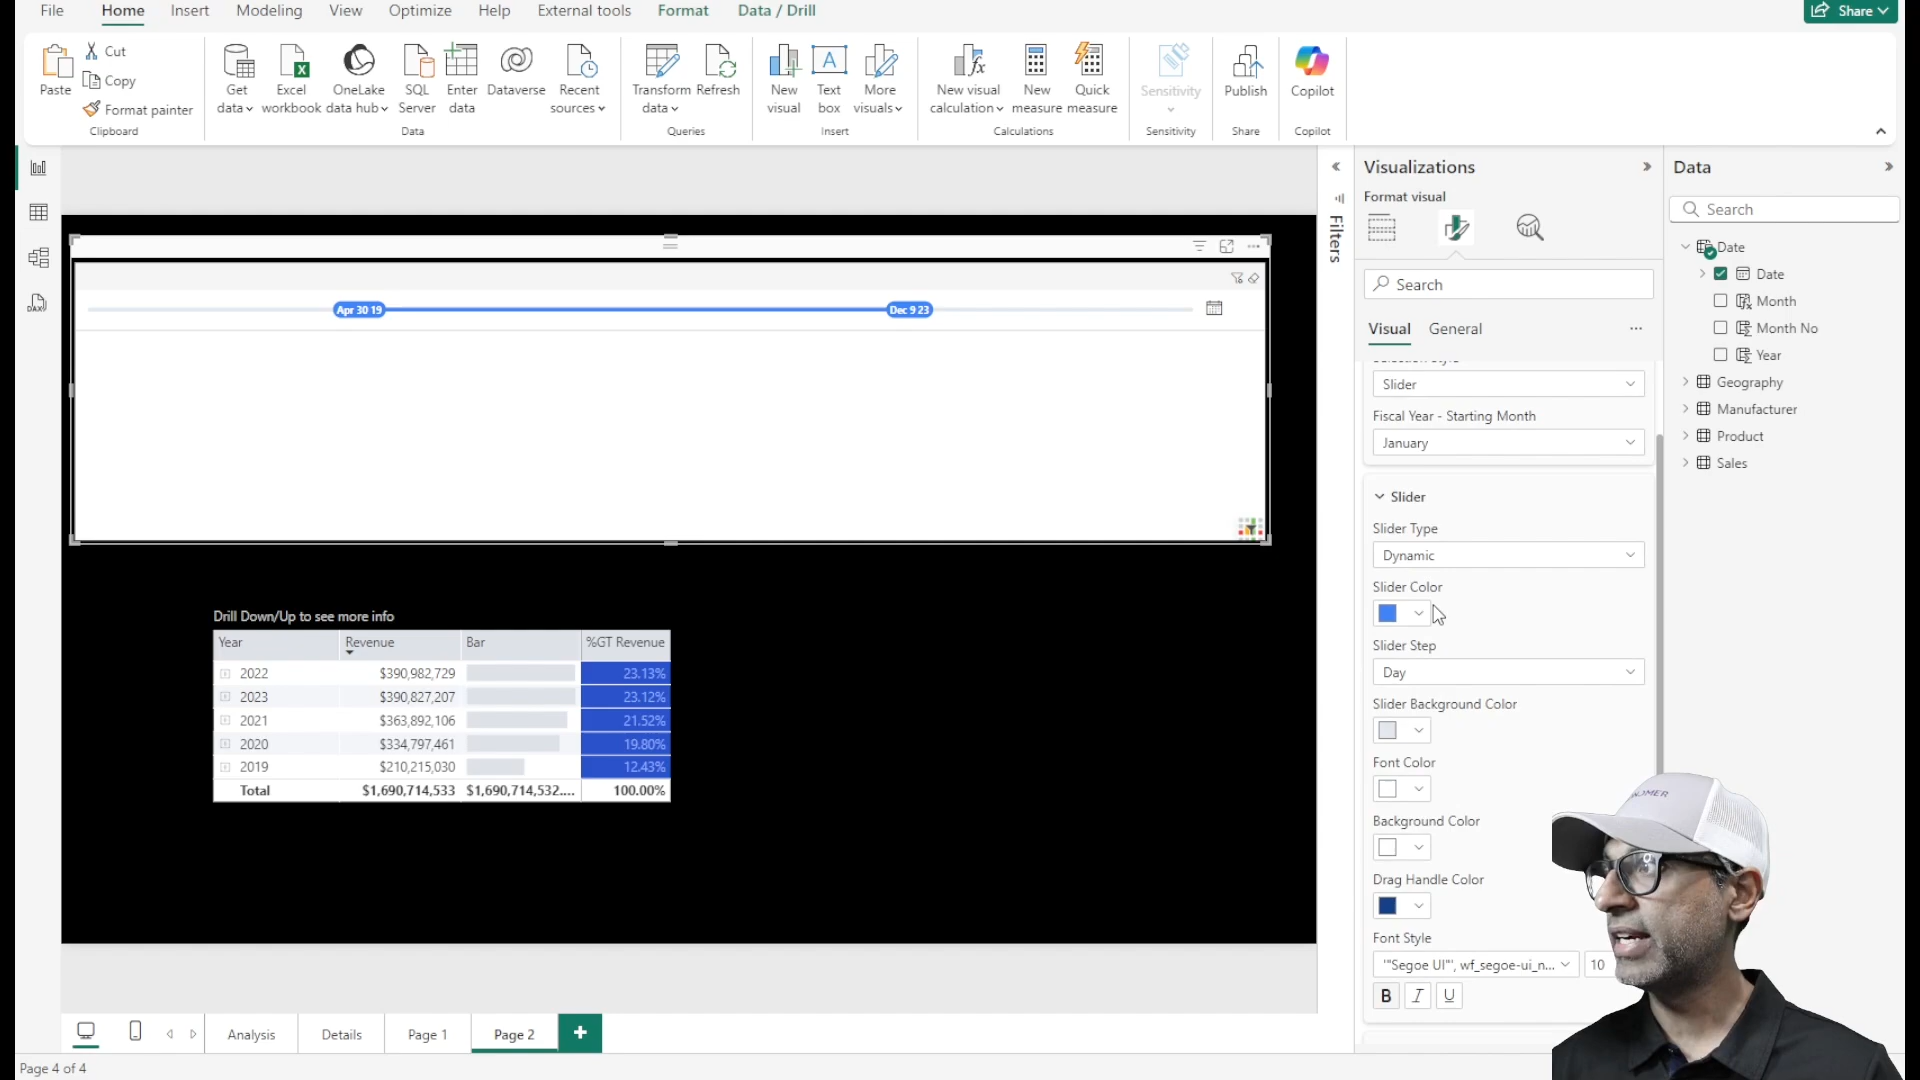 File Home Insert Modeling View Optimize Help External tools Format Data / Drill Share
Paste Cut Copy Format painter
Clipboard
Get data Excel workbook OneLake data hub SQL Server Enter data Dataverse Recent sources
Data
Transform data Refresh
Queries
New visual Text box More visuals
Insert
New visual calculation New measure Quick measure
Calculations
Sensitivity
Sensitivity
Publish
Share
Copilot
Copilot
Filters
Apr 30 19 Dec 9 23
Drill Down/Up to see more info
Year Revenue Bar %GT Revenue
2022 $390,982,729 23.13%
2023 $390,827,207 23.12%
2021 $363,892,106 21.52%
2020 $334,797,461 19.80%
2019 $210,215,030 12.43%
Total $1,690,714,533 $1,690,714,532.... 100.00%
Visualizations
Format visual
Search
Visual General ...
Selection Style
Slider
Fiscal Year - Starting Month
January
Slider
Slider Type
Dynamic
Slider Color
Slider Step
Day
Slider Background Color
Font Color
Background Color
Drag Handle Color
Font Style
'"Segoe UI"', wf_segoe-ui_n... 10
B I U
Data
Search
Date
Date
Month
Month No
Year
Geography
Manufacturer
Product
Sales
Analysis Details Page 1 Page 2 +
Page 4 of 4